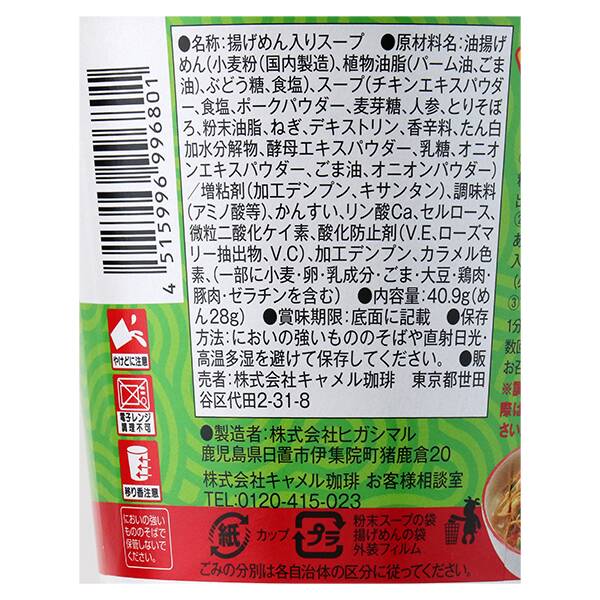 ●名称:揚げめん入りスープ ●原材料名:油揚げ
めん(小麦粉(国内製造)、植物油脂(パーム油、ごま
油)、ぶどう糖、食塩)、スープ(チキンエキスパウダ
ー、食塩、ポークパウダー、麦芽糖、人参、とりそぼ
ろ、粉末油脂、ねぎ、デキストリン、香辛料、たん白
加水分解物、酵母エキスパウダー、乳糖、オニオ
ンエキスパウダー、ごま油、オニオンパウダー)
/増粘剤(加工デンプン、キサンタン)、調味料
(アミノ酸等)、かんすい、リン酸Ca、セルロース、
微粒二酸化ケイ素、酸化防止剤(V.E、ローズマ
リー抽出物、V.C)、加工デンプン、カラメル色
素、(一部に小麦・卵・乳成分・ごま・大豆・鶏肉・
豚肉・ゼラチンを含む) ●内容量:40.9g(め
ん28g) ●賞味期限:底面に記載 ●保存
方法:においの強いもののそばや直射日光・
高温多湿を避けて保存してください。 ●販
売者:株式会社キャメル珈琲 東京都世田
谷区代田2-31-8
●製造者:株式会社ヒガシマル
鹿児島県日置市伊集院町猪鹿倉20
株式会社キャメル珈琲 お客様相談室
TEL:0120-415-023
4 515996 996801
やけどに注意
電子レンジ
調理不可
移り香注意
においの強い
もののそばで
保管しないで
ください。
紙
カップ
プラ
粉末スープの袋
揚げめんの袋
外装フィルム
ごみの分別は各自治体の区分に従ってください。